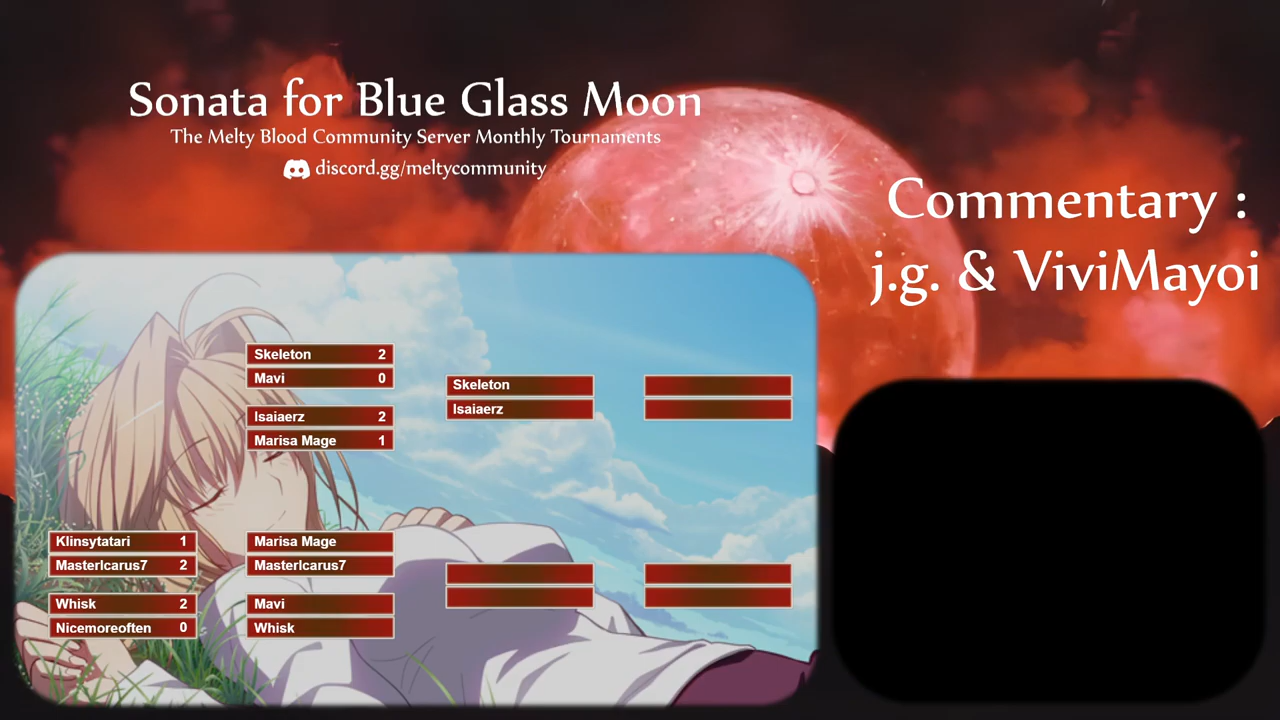 Sonata for Blue Glass Moon
The Melty Blood Community Server Monthly Tournaments
discord.gg/meltycommunity
Commentary :
j.g. & ViviMayoi
Skeleton 2
Mavi 0
Isaiaerz 2
Marisa Mage 1
Skeleton
Isaiaerz
Klinsytatari 1
MasterIcarus7 2
Whisk 2
Nicemoreoften 0
Marisa Mage
MasterIcarus7
Mavi
Whisk